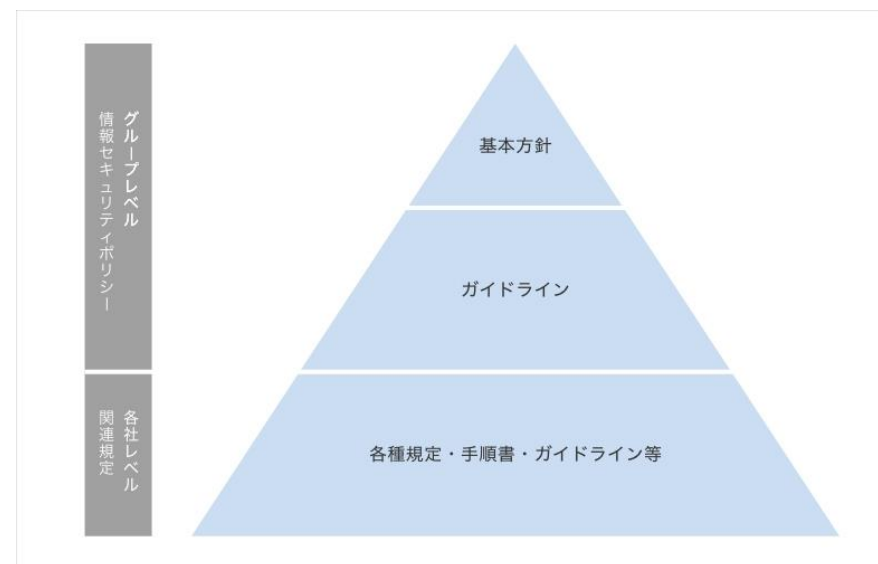 グループレベル
情報セキュリティポリシー
基本方針
ガイドライン
各社レベル
関連規定
各種規定・手順書・ガイドライン等